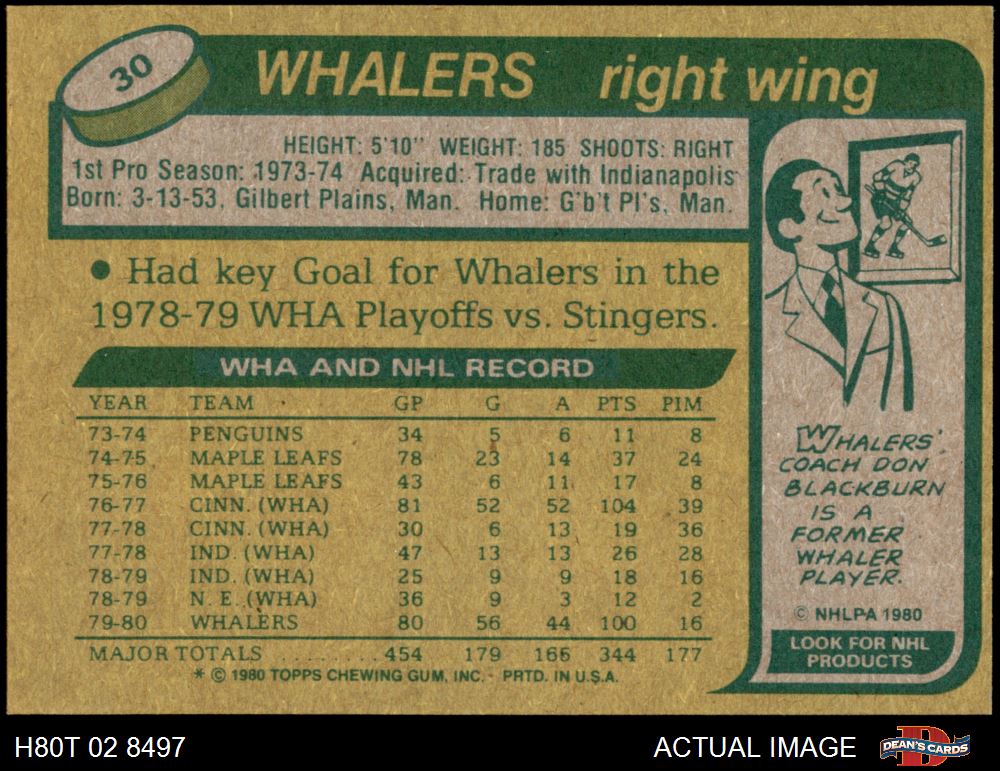 30
WHALERS right wing
HEIGHT: 5'10" WEIGHT: 185 SHOOTS: RIGHT
1st Pro Season: 1973-74 Acquired: Trade with Indianapolis
Born: 3-13-53, Gilbert Plains, Man. Home: G'b't Pl's, Man.
• Had key Goal for Whalers in the
1978-79 WHA Playoffs vs. Stingers.
WHA AND NHL RECORD
YEAR TEAM GP G A PTS PIM
73-74 PENGUINS 34 5 6 11 8
74-75 MAPLE LEAFS 78 23 14 37 24
75-76 MAPLE LEAFS 43 6 11 17 8
76-77 CINN. (WHA) 81 52 52 104 39
77-78 CINN. (WHA) 30 6 13 19 36
77-78 IND. (WHA) 47 13 13 26 28
78-79 IND. (WHA) 25 9 9 18 16
78-79 N. E. (WHA) 36 9 3 12 2
79-80 WHALERS 80 56 44 100 16
MAJOR TOTALS ......... 454 179 166 344 177
* © 1980 TOPPS CHEWING GUM, INC. - PRTD. IN U.S.A.
WHALERS'
COACH DON
BLACKBURN
IS A
FORMER
WHALER
PLAYER.
© NHLPA 1980
LOOK FOR NHL
PRODUCTS
H80T 02 8497
ACTUAL IMAGE
DEAN'S CARDS